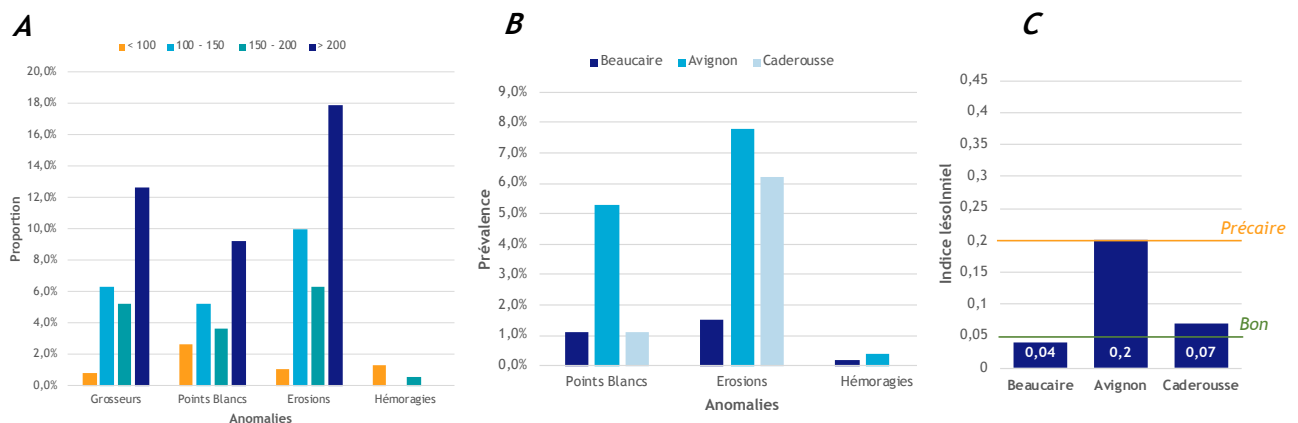 A
< 100 100 - 150 150 - 200 > 200
20,0%
18,0%
16,0%
14,0%
12,0%
10,0%
8,0%
6,0%
4,0%
2,0%
0,0%
Proportion
Grosseurs Points Blancs Erosions Hémoragies
Anomalies
B
Beaucaire Avignon Caderousse
9,0%
8,0%
7,0%
6,0%
5,0%
4,0%
3,0%
2,0%
1,0%
0,0%
Prévalence
Points Blancs Erosions Hémoragies
Anomalies
C
0,45
0,4
0,35
0,3
0,25
0,2
0,15
0,1
0,05
0
Indice lésolnniel
Précaire
Bon
0,04 0,2 0,07
Beaucaire Avignon Caderousse